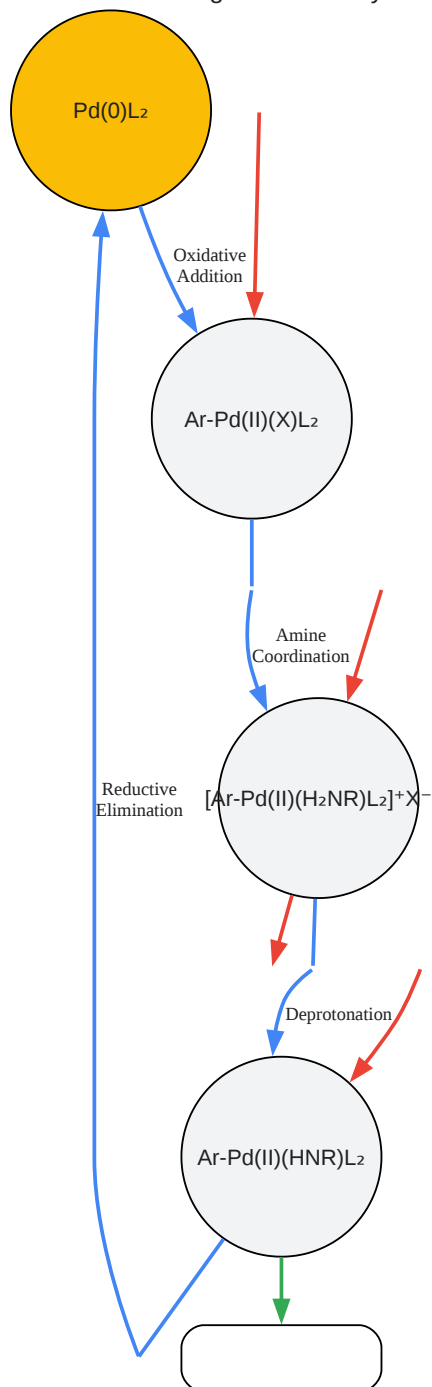 Pd(0)L₂
Oxidative
Addition
Ar-Pd(II)(X)L₂
Amine
Coordination
Reductive
Elimination
[Ar-Pd(II)(H₂NR)L₂]⁺X⁻
Deprotonation
Ar-Pd(II)(HNR)L₂